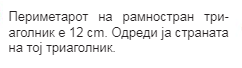 Периметарот на рамностран три-
аголник е 12 cm. Одреди ја страната
на тој триаголник.